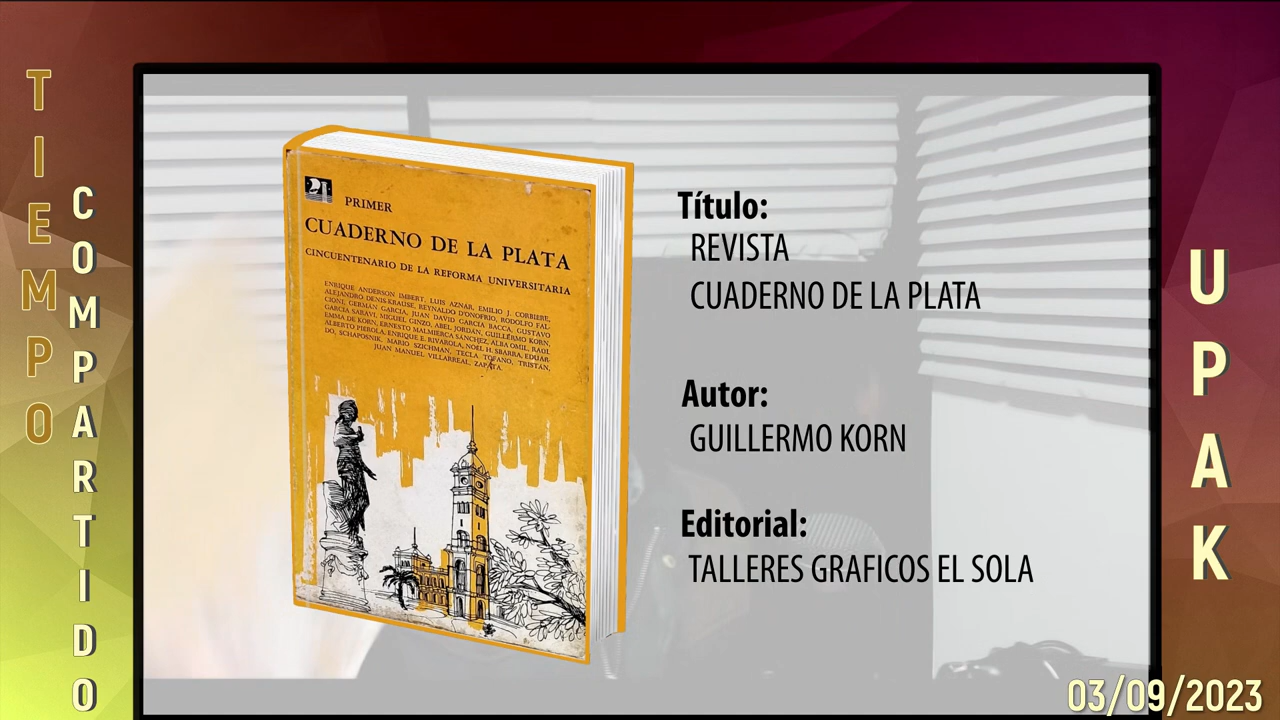 TIEMPO
COMPARTIDO
21
PRIMER
CUADERNO DE LA PLATA
CINCUENTENARIO DE LA REFORMA UNIVERSITARIA
ENRIQUE ANDERSON IMBERT, LUIS AZNAR, EMILIO J. CORBIERE,
ALEJANDRO DENIS-KRAUSE, REYNALDO D'ONOFRIO, RODOLFO FAL-
CIONI, GERMAN GARCIA, JUAN DAVID GARCIA BACCA, GUSTAVO
GARCIA SARAVI, MIGUEL GINZO, ABEL JORDAN, GUILLERMO KORN,
EMMA DE KORN, ERNESTO MALMIERCA SANCHEZ, ALBA OMIL, RAUL
ALBERTO PIEROLA, ENRIQUE E. RIVAROLA, NOEL H. SBARRA, EDUAR-
DO, SCHAPOSNIK, MARIO SZICHMAN, TECLA TOFANO, TRISTAN,
JUAN MANUEL VILLARREAL, ZAPATA.
Título:
REVISTA
CUADERNO DE LA PLATA
Autor:
GUILLERMO KORN
Editorial:
TALLERES GRAFICOS EL SOLA
UPAK
03/09/2023